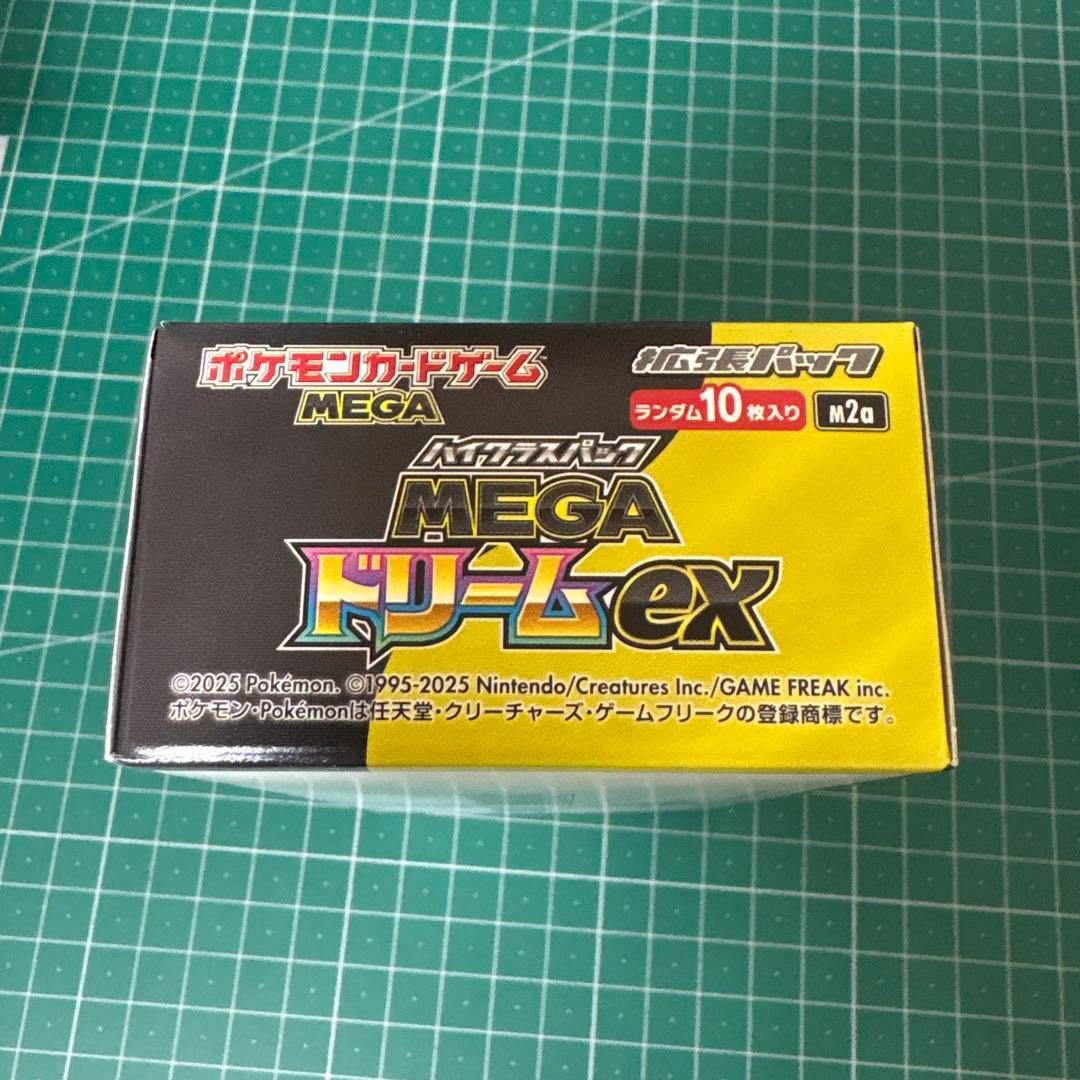 ポケモンカードゲーム™
MEGA
拡張パック
ランダム10枚入り M2a
ハイクラスパック
MEGA
ドリームex
©2025 Pokémon. ©1995-2025 Nintendo/Creatures Inc./GAME FREAK inc.
ポケモン・Pokémonは任天堂・クリーチャーズ・ゲームフリークの登録商標です。